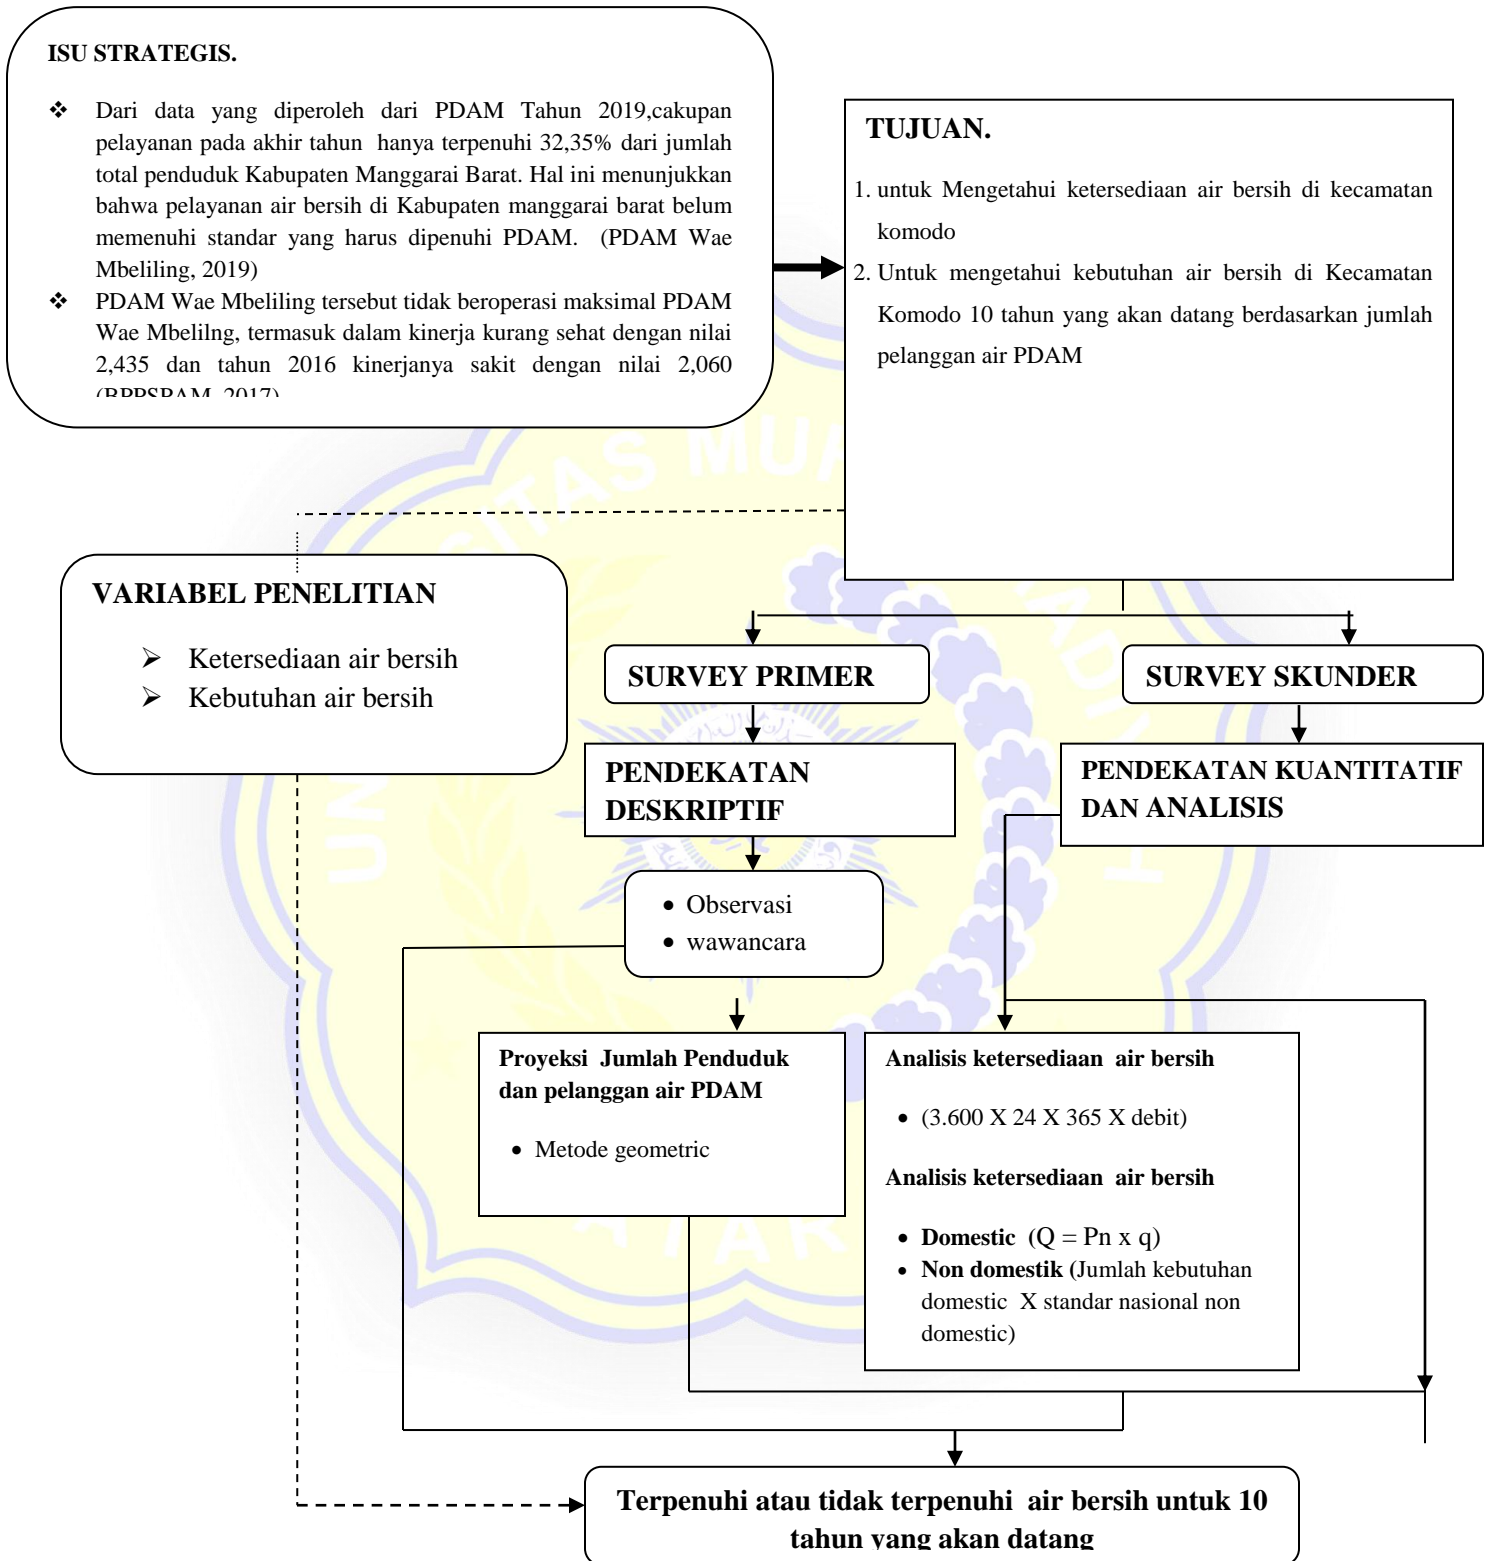 ISU STRATEGIS.
❖ Dari data yang diperoleh dari PDAM Tahun 2019,cakupan
pelayanan pada akhir tahun hanya terpenuhi 32,35% dari jumlah
total penduduk Kabupaten Manggarai Barat. Hal ini menunjukkan
bahwa pelayanan air bersih di Kabupaten manggarai barat belum
memenuhi standar yang harus dipenuhi PDAM. (PDAM Wae
Mbeliling, 2019)
❖ PDAM Wae Mbeliling tersebut tidak beroperasi maksimal PDAM
Wae Mbelilng, termasuk dalam kinerja kurang sehat dengan nilai
2,435 dan tahun 2016 kinerjanya sakit dengan nilai 2,060
(BPPSPAM, 2017)
TUJUAN.
1. untuk Mengetahui ketersediaan air bersih di kecamatan
komodo
2. Untuk mengetahui kebutuhan air bersih di Kecamatan
Komodo 10 tahun yang akan datang berdasarkan jumlah
pelanggan air PDAM
VARIABEL PENELITIAN
➢ Ketersediaan air bersih
➢ Kebutuhan air bersih
SURVEY PRIMER
SURVEY SKUNDER
PENDEKATAN
DESKRIPTIF
PENDEKATAN KUANTITATIF
DAN ANALISIS
• Observasi
• wawancara
Proyeksi Jumlah Penduduk
dan pelanggan air PDAM
• Metode geometric
Analisis ketersediaan air bersih
• (3.600 X 24 X 365 X debit)
Analisis ketersediaan air bersih
• Domestic (Q = Pn x q)
• Non domestik (Jumlah kebutuhan
domestic X standar nasional non
domestic)
Terpenuhi atau tidak terpenuhi air bersih untuk 10
tahun yang akan datang